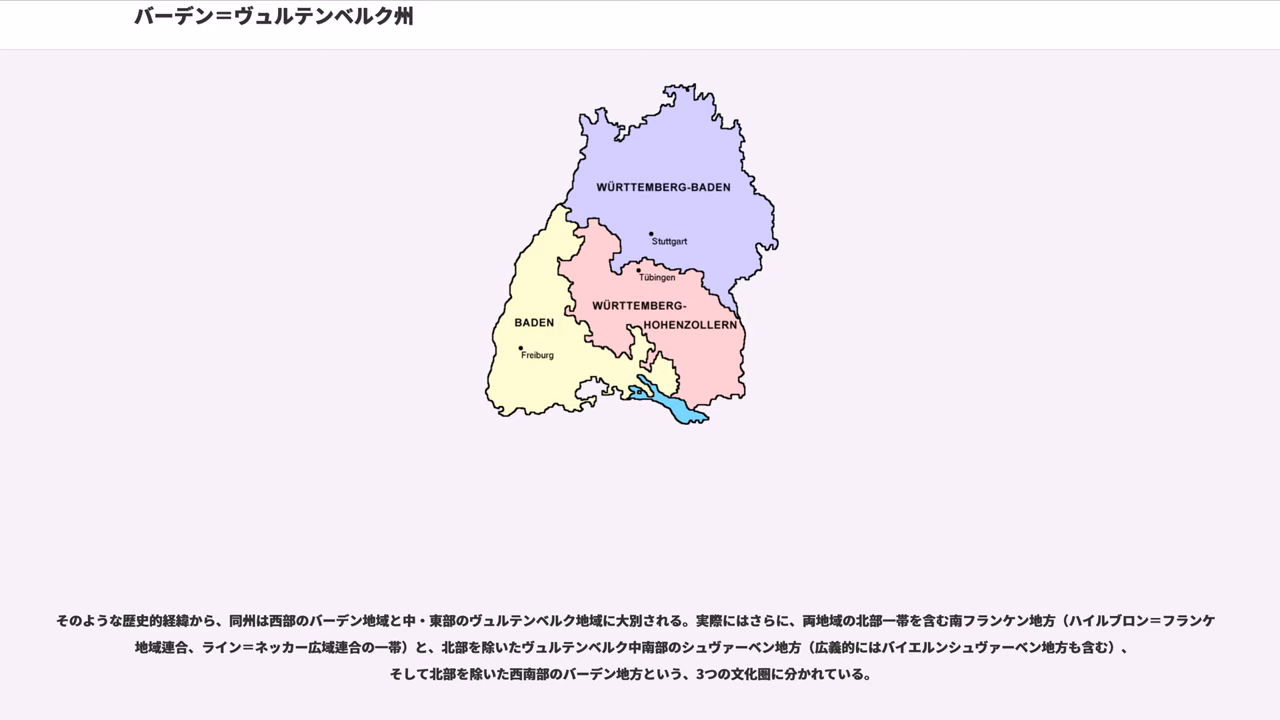 バーデン＝ヴュルテンベルク州
WÜRTTEMBERG-BADEN
Stuttgart
Tübingen
WÜRTTEMBERG-
HOHENZOLLERN
BADEN
Freiburg
そのような歴史的経緯から、同州は西部のバーデン地域と中・東部のヴュルテンベルク地域に大別される。実際にはさらに、両地域の北部一帯を含む南フランケン地方（ハイルブロン＝フランケ
地域連合、ライン＝ネッカー広域連合の一帯）と、北部を除いたヴュルテンベルク中南部のシュヴァーベン地方（広義的にはバイエルンシュヴァーベン地方も含む）、
そして北部を除いた西南部のバーデン地方という、3つの文化圏に分かれている。